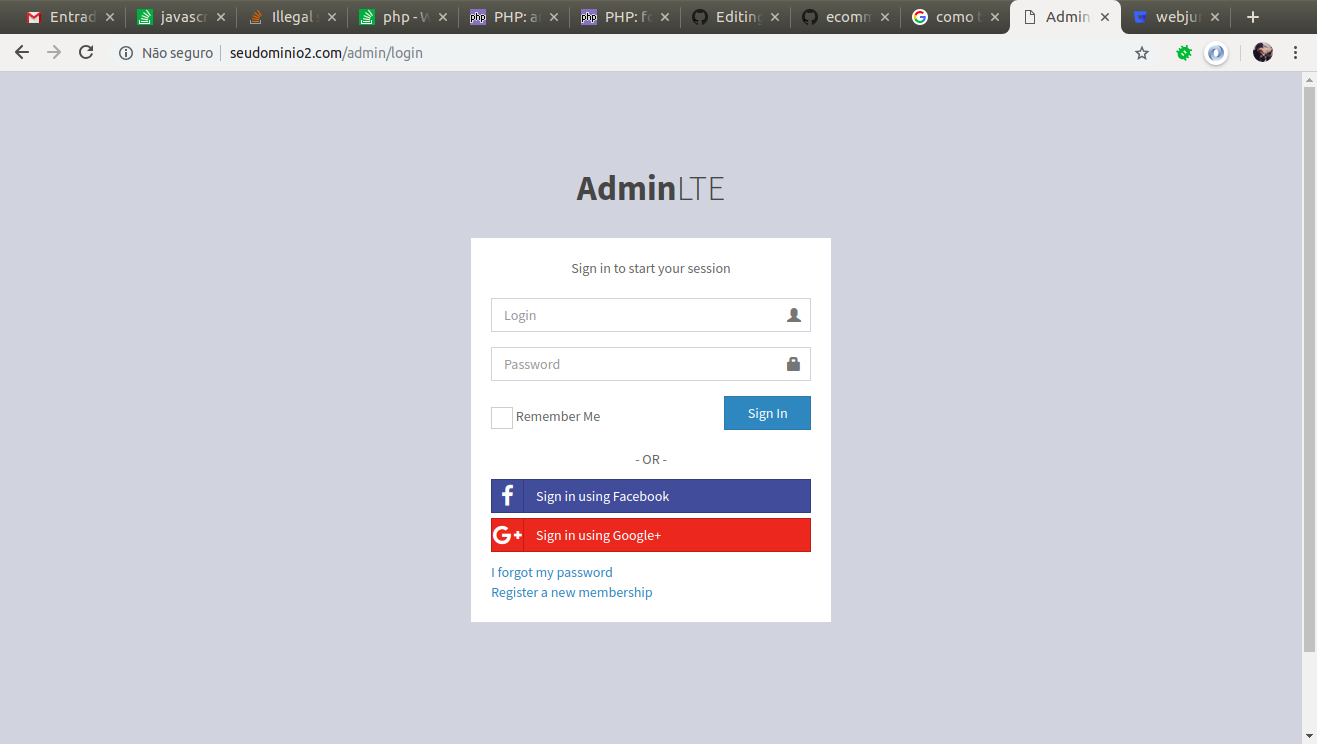 Entrad
javascr
Illegal
php - W
PHP: ar
PHP: fo
Editing
ecomm
como t
Admin
webjum
Não seguro
seudominio2.com/admin/login
AdminLTE
Sign in to start your session
Login
Password
Remember Me
Sign In
- OR -
Sign in using Facebook
Sign in using Google+
I forgot my password
Register a new membership